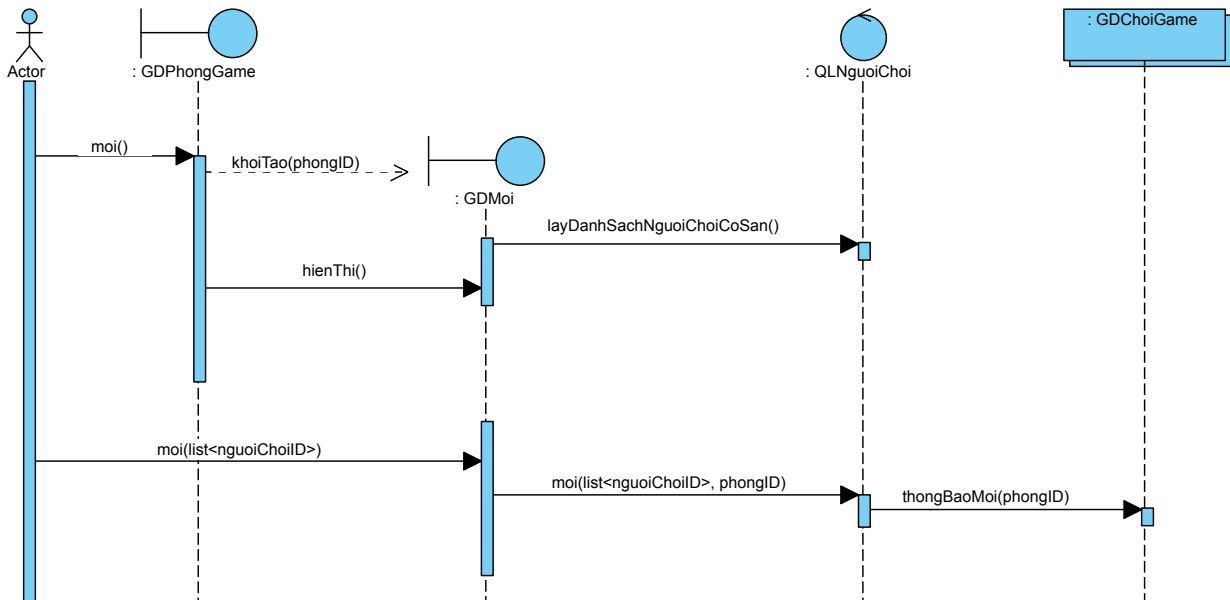 Actor
: GDPhongGame
: QLNguoiChoi
: GDChoiGame
moi()
khoiTao(phongID)
: GDMoi
layDanhSachNguoiChoiCoSan()
hienThi()
moi(list<nguoiChoiID>)
moi(list<nguoiChoiID>, phongID)
thongBaoMoi(phongID)